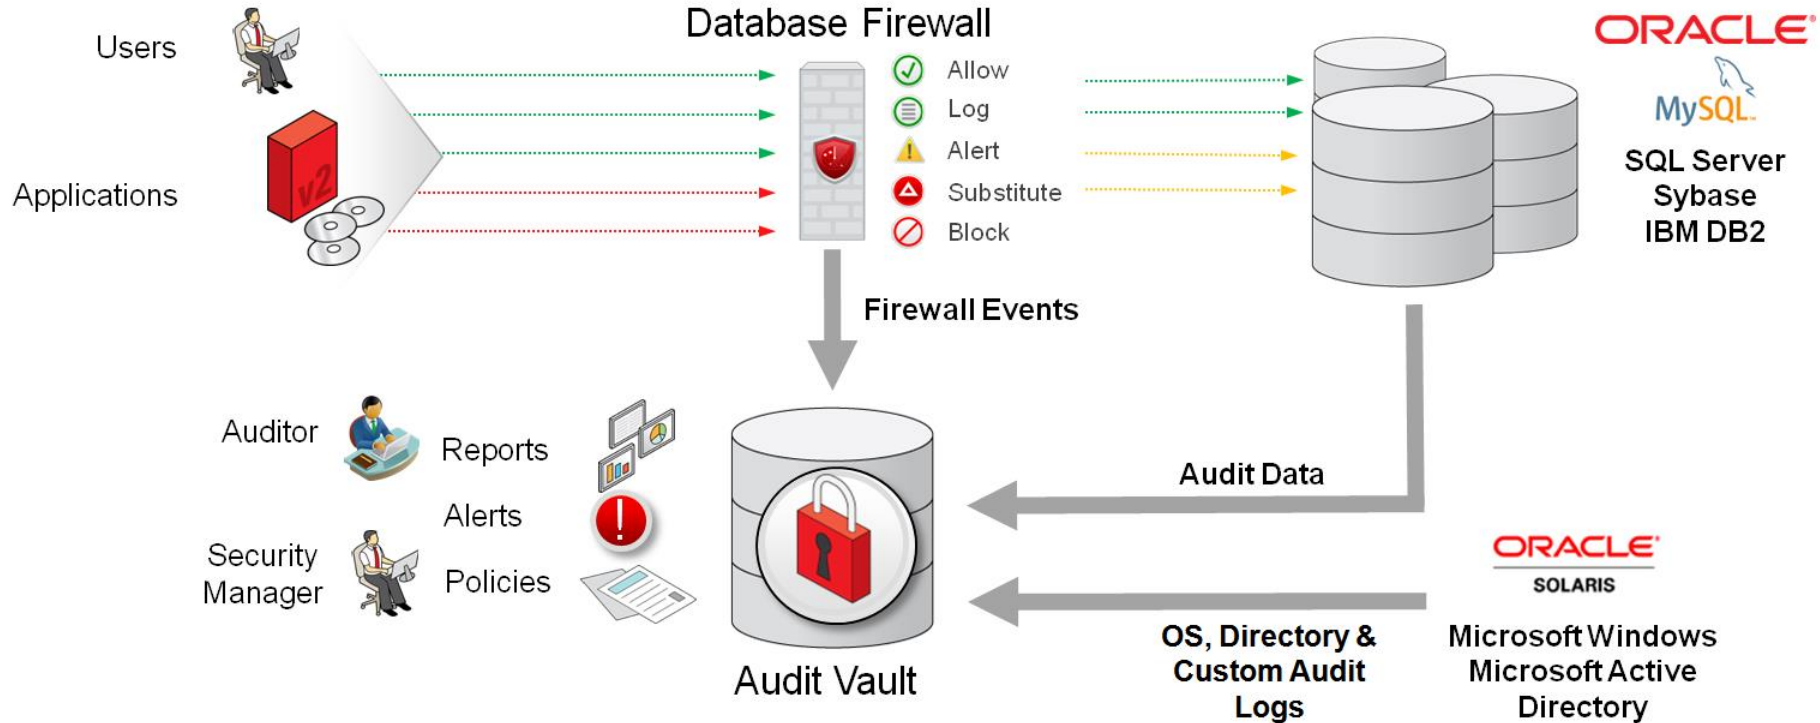 Database Firewall
Users
Applications
v2
Allow
Log
Alert
Substitute
Block
ORACLE®
MySQL™
SQL Server
Sybase
IBM DB2
Firewall Events
Auditor
Reports
Alerts
Security
Manager
Policies
Audit Vault
Audit Data
ORACLE®
SOLARIS
OS, Directory &
Custom Audit
Logs
Microsoft Windows
Microsoft Active
Directory